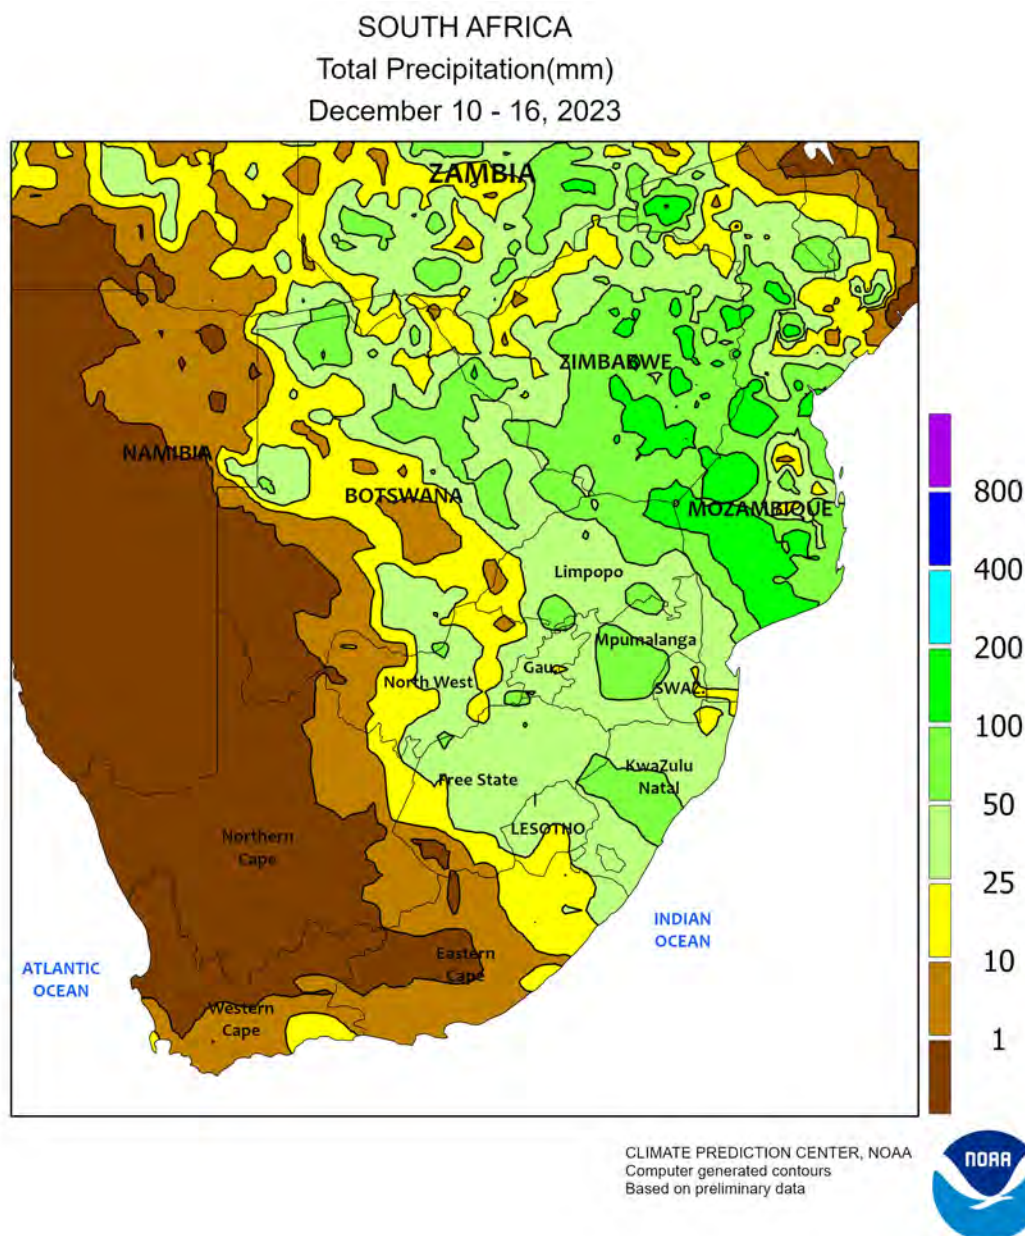 SOUTH AFRICA
Total Precipitation(mm)
December 10 - 16, 2023
ZAMBIA
ZIMBABWE
NAMIBIA
BOTSWANA
MOZAMBIQUE
Limpopo
Mpumalanga
Gau.
North West
SWAZ.
Free State
KwaZulu
Natal
LESOTHO
Northern
Cape
INDIAN
OCEAN
Eastern
Cape
ATLANTIC
OCEAN
Western
Cape
800
400
200
100
50
25
10
1
CLIMATE PREDICTION CENTER, NOAA
Computer generated contours
Based on preliminary data
NOAA